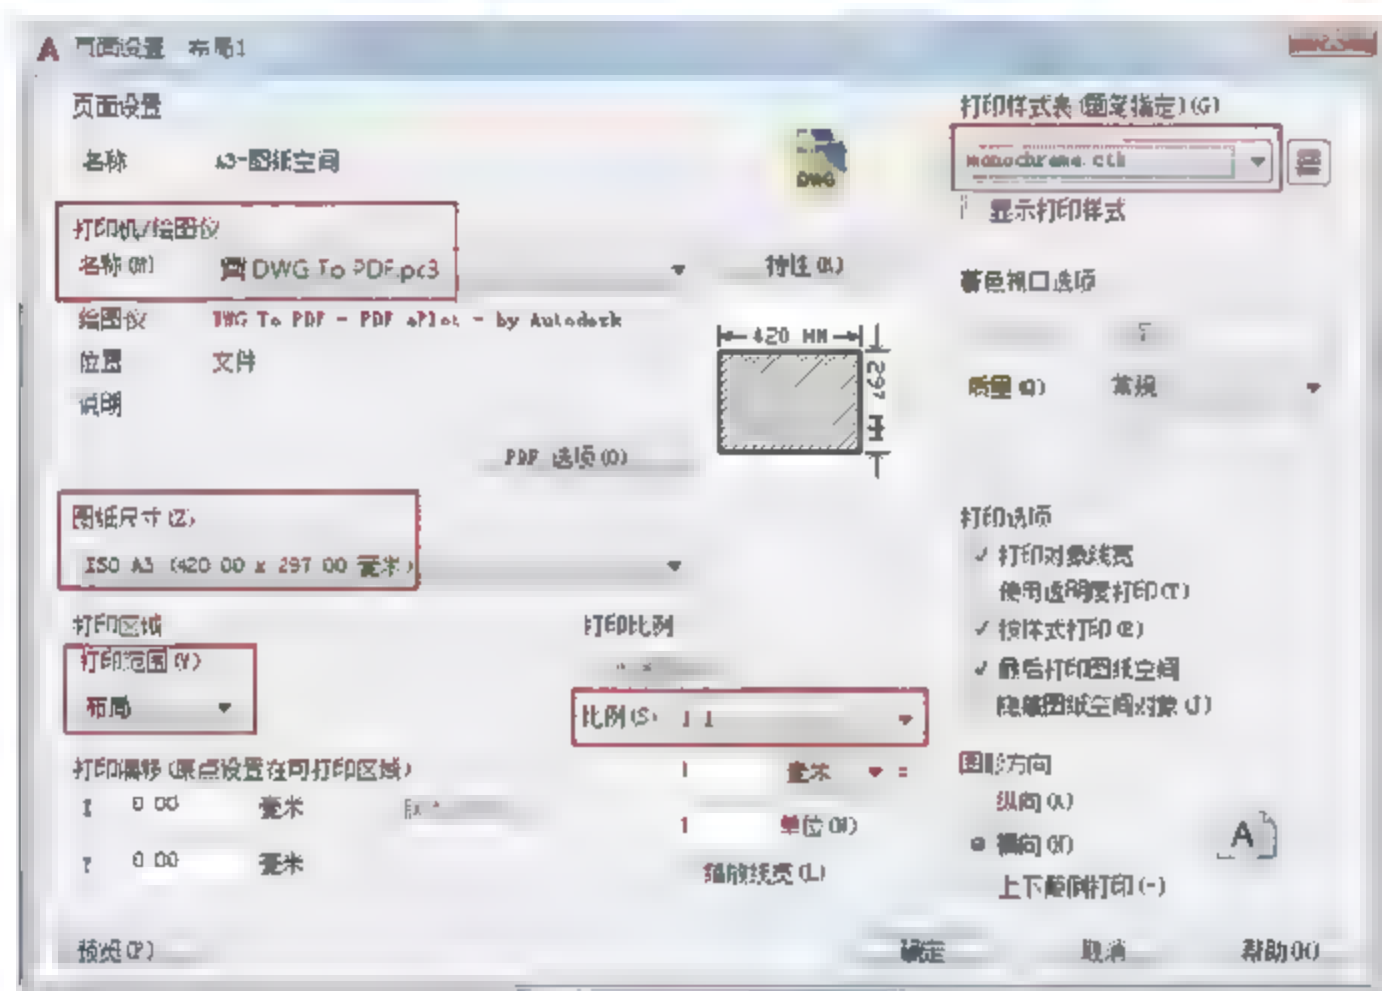 页面设置 布局1
页面设置
名称 A3-图纸空间
DWG
打印机/绘图仪
名称(M) DWG To PDF.pc3
特性(R)
绘图仪 DWG To PDF - PDF ePlot - by Autodesk
位置 文件
说明
420 MM
297 MM
PDF 选项(O)
图纸尺寸(Z)
ISO A3 (420.00 x 297.00 毫米)
打印区域
打印范围(W)
布局
打印偏移(原点设置在可打印区域)
X 0.00 毫米
Y 0.00 毫米
打印比例
比例(S) 1:1
1 毫米 =
1 单位(N)
缩放线宽(L)
打印样式表(画笔指定)(G)
monochrome.ctb
显示打印样式
着色视口选项
质量(Q) 常规
打印选项
打印对象线宽
使用透明度打印(T)
按样式打印(E)
最后打印图纸空间
隐藏图纸空间对象(J)
图形方向
纵向(A)
横向(N)
上下颠倒打印(-)
A
预览(P)
确定 取消 帮助(H)